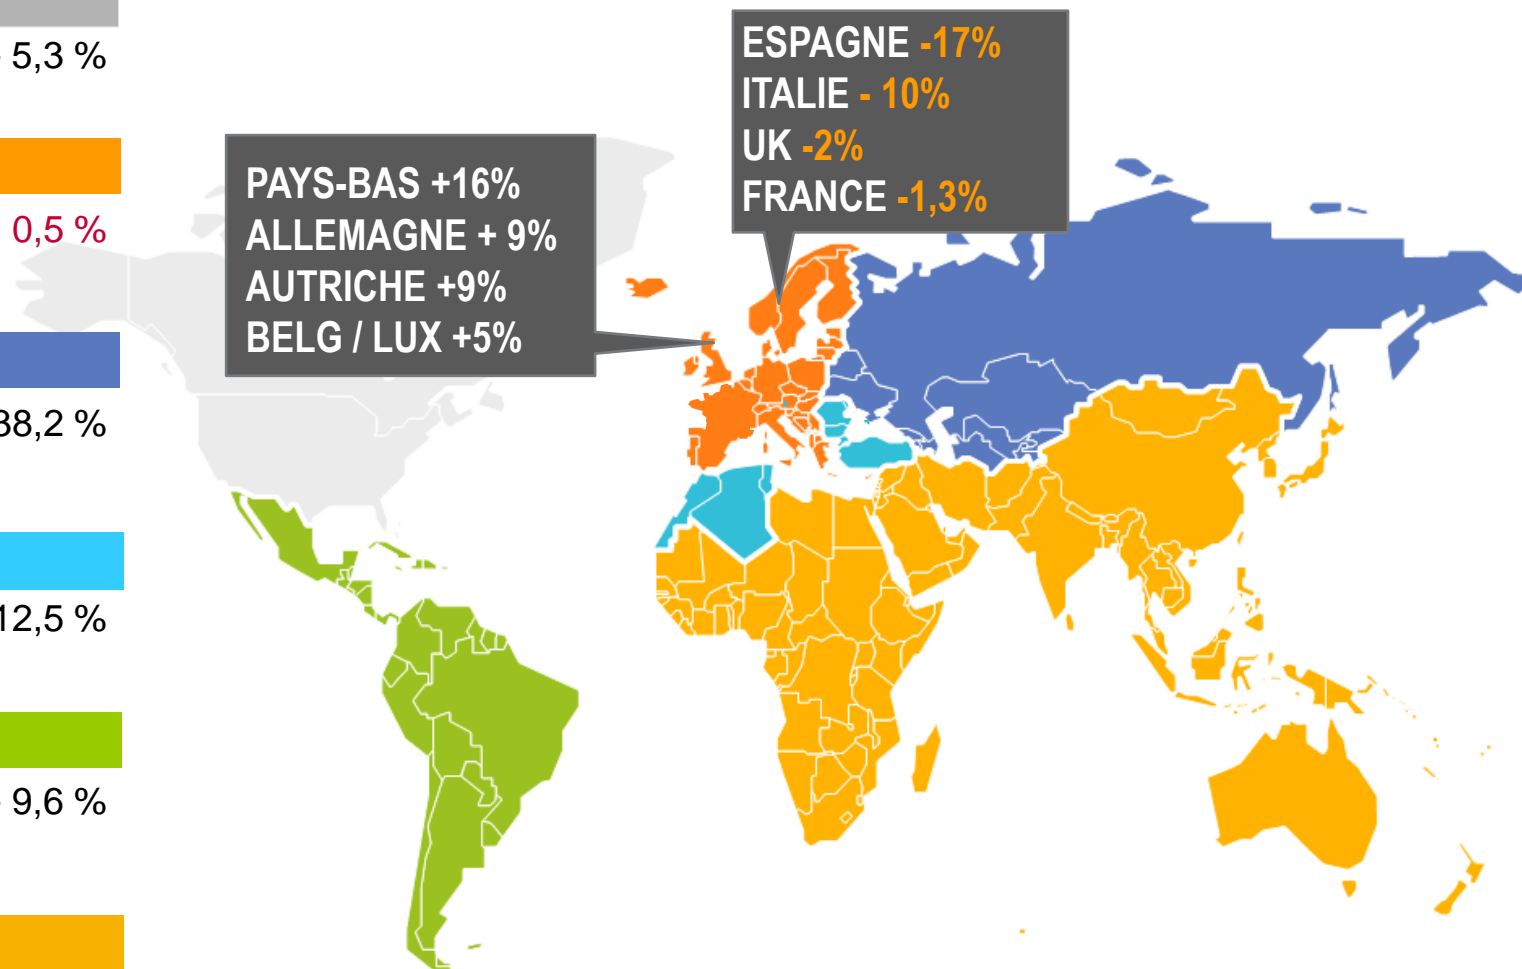 5,3 %
0,5 %
38,2 %
12,5 %
9,6 %
PAYS-BAS +16%
ALLEMAGNE + 9%
AUTRICHE +9%
BELG / LUX +5%
ESPAGNE -17%
ITALIE - 10%
UK -2%
FRANCE -1,3%